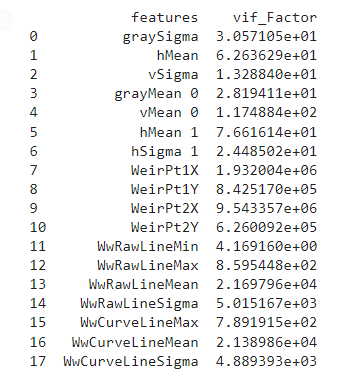 features vif_Factor
0 graySigma 3.057105e+01
1 hMean 6.263629e+01
2 vSigma 1.328840e+01
3 grayMean 0 2.819411e+01
4 vMean 0 1.174884e+02
5 hMean 1 7.661614e+01
6 hSigma 1 2.448502e+01
7 WeirPt1X 1.932004e+06
8 WeirPt1Y 8.425170e+05
9 WeirPt2X 9.543357e+06
10 WeirPt2Y 6.260092e+05
11 WwRawLineMin 4.169160e+00
12 WwRawLineMax 8.595448e+02
13 WwRawLineMean 2.169796e+04
14 WwRawLineSigma 5.015167e+03
15 WwCurveLineMax 7.891915e+02
16 WwCurveLineMean 2.138986e+04
17 WwCurveLineSigma 4.889393e+03